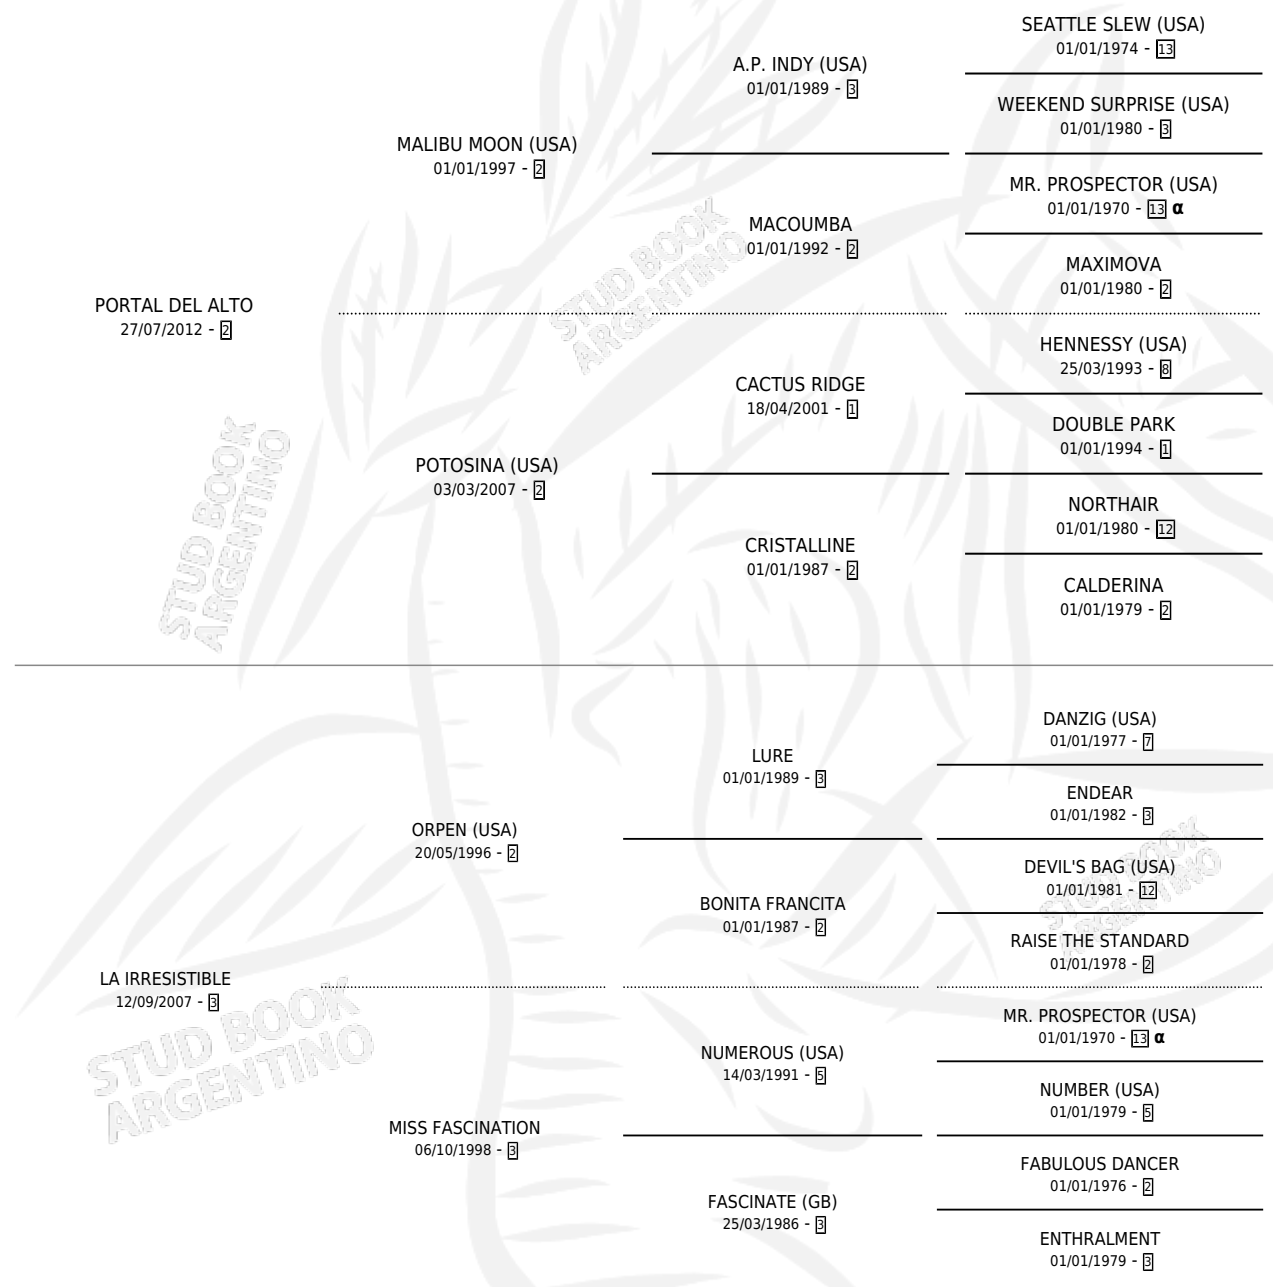 SEATTLE SLEW (USA)
01/01/1974 - 13
A.P. INDY (USA)
01/01/1989 - 3
WEEKEND SURPRISE (USA)
01/01/1980 - 3
MALIBU MOON (USA)
01/01/1997 - 2
MR. PROSPECTOR (USA)
01/01/1970 - 13 α
MACOUMBA
01/01/1992 - 2
MAXIMOVA
01/01/1980 - 2
PORTAL DEL ALTO
27/07/2012 - 2
HENNESSY (USA)
25/03/1993 - 8
CACTUS RIDGE
18/04/2001 - 1
DOUBLE PARK
01/01/1994 - 1
POTOSINA (USA)
03/03/2007 - 2
NORTHAIR
01/01/1980 - 12
CRISTALLINE
01/01/1987 - 2
CALDERINA
01/01/1979 - 2
DANZIG (USA)
01/01/1977 - 7
LURE
01/01/1989 - 3
ENDEAR
01/01/1982 - 3
ORPEN (USA)
20/05/1996 - 2
DEVIL'S BAG (USA)
01/01/1981 - 12
BONITA FRANCITA
01/01/1987 - 2
RAISE THE STANDARD
01/01/1978 - 2
LA IRRESISTIBLE
12/09/2007 - 3
MR. PROSPECTOR (USA)
01/01/1970 - 13 α
NUMEROUS (USA)
14/03/1991 - 5
NUMBER (USA)
01/01/1979 - 5
MISS FASCINATION
06/10/1998 - 3
FABULOUS DANCER
01/01/1976 - 2
FASCINATE (GB)
25/03/1986 - 3
ENTHRALMENT
01/01/1979 - 3
STUD BOOK
ARGENTINO
STUD BOOK
ARGENTINO
STUD BOOK
ARGENTINO
STUD BOOK
ARGENTINO